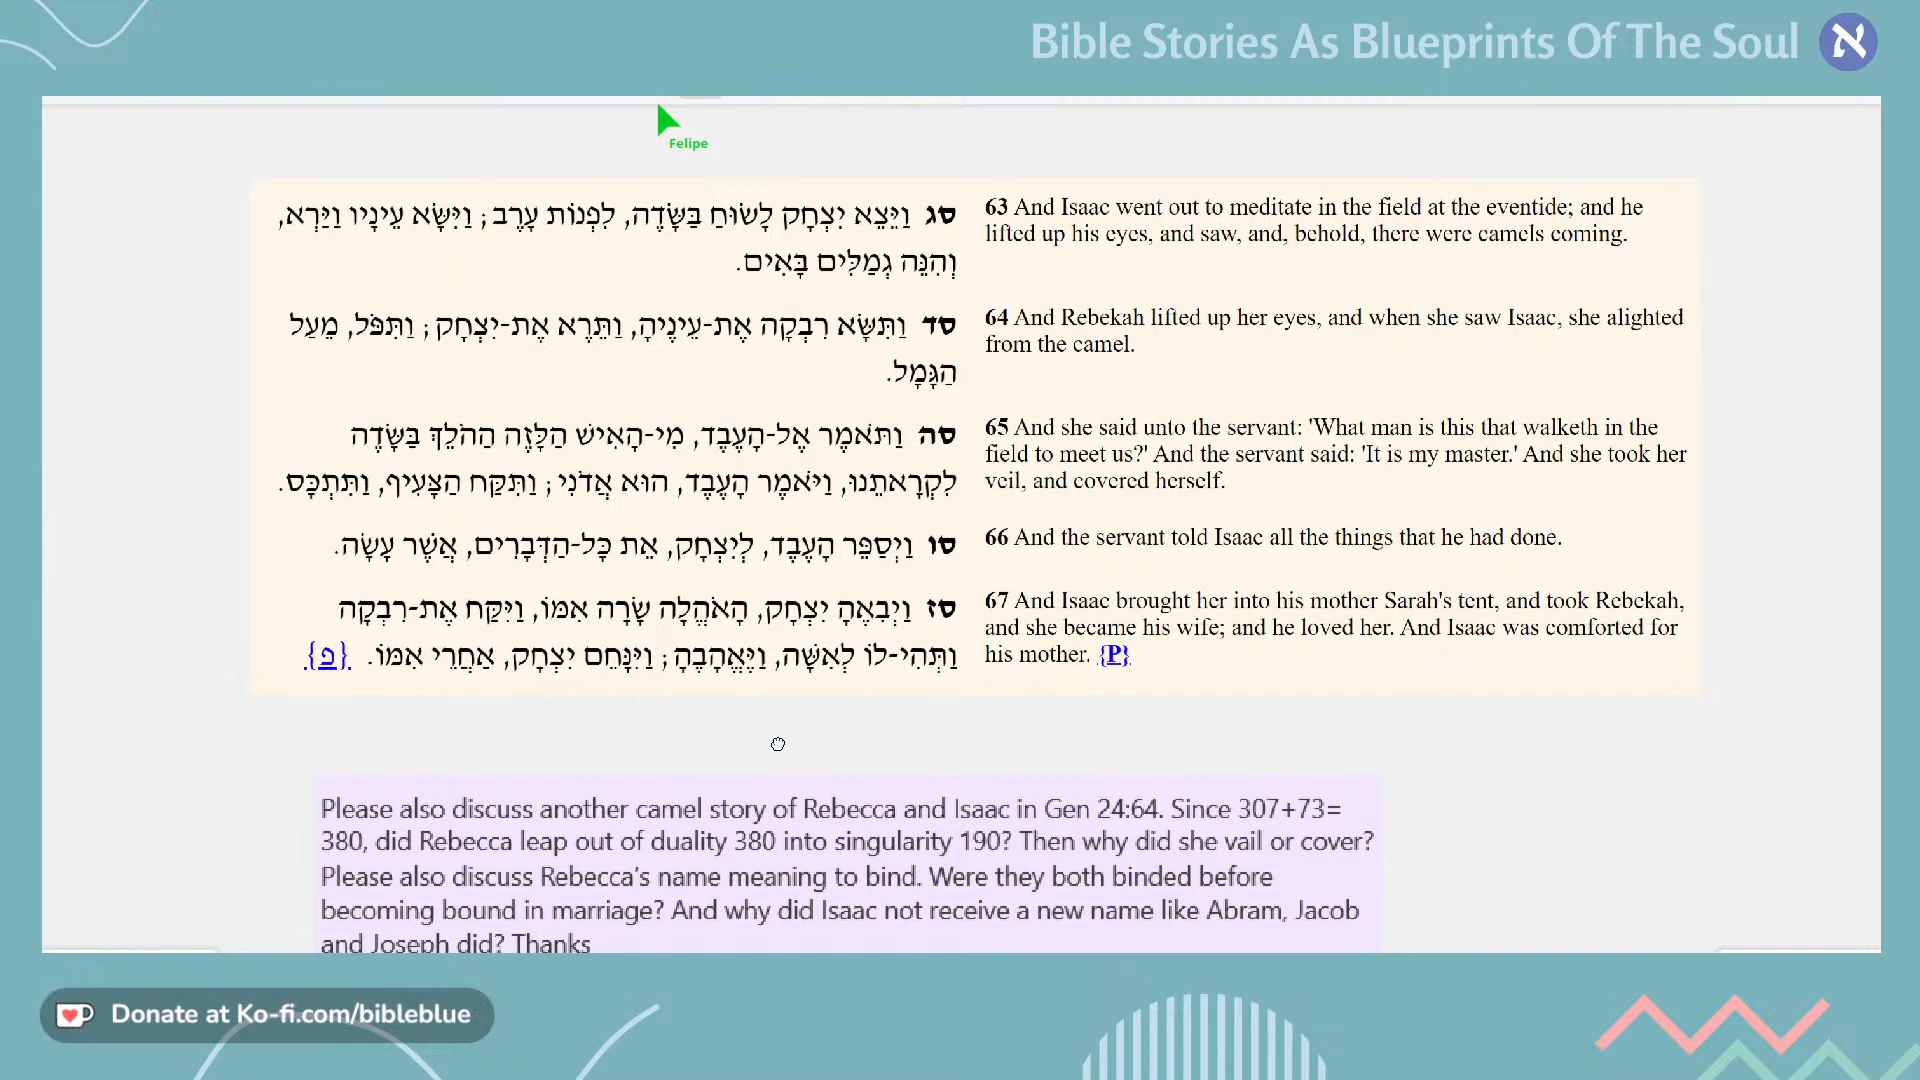 Bible Stories As Blueprints Of The Soul
א
Felipe
סג וַיֵּצֵא יִצְחָק לָשׂוּחַ בַּשָּׂדֶה, לִפְנוֹת עָרֶב; וַיִּשָּׂא עֵינָיו וַיַּרְא,
וְהִנֵּה גְמַלִּים בָּאִים.
63 And Isaac went out to meditate in the field at the eventide; and he
lifted up his eyes, and saw, and, behold, there were camels coming.
סד וַתִּשָּׂא רִבְקָה אֶת-עֵינֶיהָ, וַתֵּרֶא אֶת-יִצְחָק; וַתִּפֹּל, מֵעַל
הַגָּמָל.
64 And Rebekah lifted up her eyes, and when she saw Isaac, she alighted
from the camel.
סה וַתֹּאמֶר אֶל-הָעֶבֶד, מִי-הָאִישׁ הַלָּזֶה הַהֹלֵךְ בַּשָּׂדֶה
לִקְרָאתֵנוּ, וַיֹּאמֶר הָעֶבֶד, הוּא אֲדֹנִי; וַתִּקַּח הַצָּעִיף, וַתִּתְכָּס.
65 And she said unto the servant: 'What man is this that walketh in the
field to meet us?' And the servant said: 'It is my master.' And she took her
veil, and covered herself.
סו וַיְסַפֵּר הָעֶבֶד, לְיִצְחָק, אֵת כָּל-הַדְּבָרִים, אֲשֶׁר עָשָׂה.
66 And the servant told Isaac all the things that he had done.
סז וַיְבִאֶהָ יִצְחָק, הָאֹהֱלָה שָׂרָה אִמּוֹ, וַיִּקַּח אֶת-רִבְקָה
וַתְּהִי-לוֹ לְאִשָּׁה, וַיֶּאֱהָבֶהָ; וַיִּנָּחֵם יִצְחָק, אַחֲרֵי אִמּוֹ. {פ}
67 And Isaac brought her into his mother Sarah's tent, and took Rebekah,
and she became his wife; and he loved her. And Isaac was comforted for
his mother. {P}
Please also discuss another camel story of Rebecca and Isaac in Gen 24:64. Since 307+73=
380, did Rebecca leap out of duality 380 into singularity 190? Then why did she vail or cover?
Please also discuss Rebecca's name meaning to bind. Were they both binded before
becoming bound in marriage? And why did Isaac not receive a new name like Abram, Jacob
and Joseph did? Thanks
Donate at Ko-fi.com/bibleblue